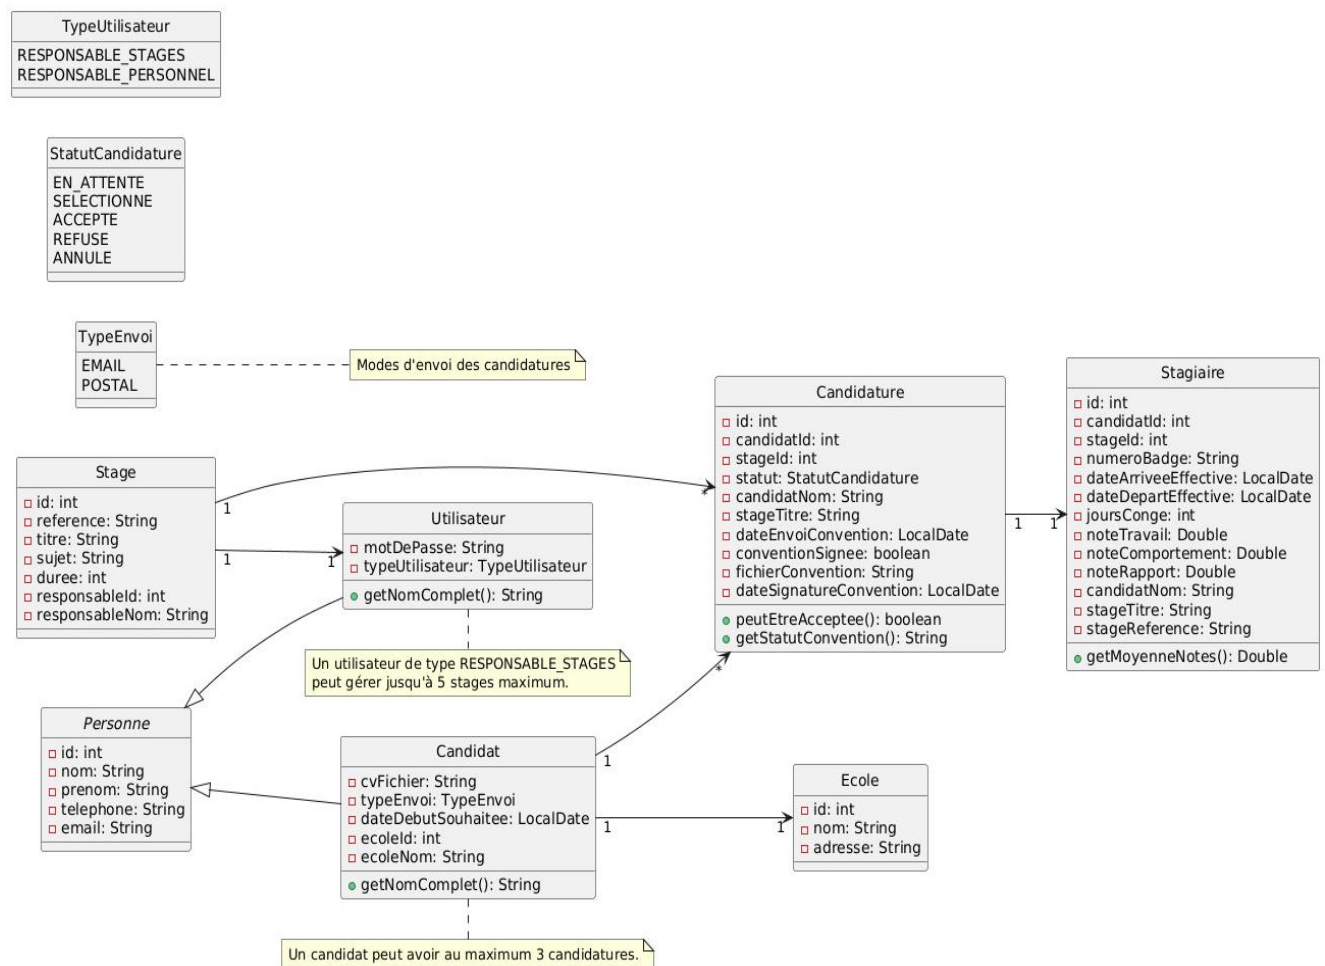 TypeUtilisateur
RESPONSABLE_STAGES
RESPONSABLE_PERSONNEL
StatutCandidature
EN_ATTENTE
SELECTIONNE
ACCEPTE
REFUSE
ANNULE
TypeEnvoi
EMAIL
POSTAL
Modes d'envoi des candidatures
Stage
id: int
reference: String
titre: String
sujet: String
duree: int
responsableId: int
responsableNom: String
1
*
1
1
Utilisateur
motDePasse: String
typeUtilisateur: TypeUtilisateur
getNomComplet(): String
Un utilisateur de type RESPONSABLE_STAGES
peut gérer jusqu'à 5 stages maximum.
Candidature
id: int
candidatId: int
stageId: int
statut: StatutCandidature
candidatNom: String
stageTitre: String
dateEnvoiConvention: LocalDate
conventionSignee: boolean
fichierConvention: String
dateSignatureConvention: LocalDate
peutEtreAcceptee(): boolean
getStatutConvention(): String
1
1
Stagiaire
id: int
candidatId: int
stageId: int
numeroBadge: String
dateArriveeEffective: LocalDate
dateDepartEffective: LocalDate
joursConge: int
noteTravail: Double
noteComportement: Double
noteRapport: Double
candidatNom: String
stageTitre: String
stageReference: String
getMoyenneNotes(): Double
Personne
id: int
nom: String
prenom: String
telephone: String
email: String
Candidat
cvFichier: String
typeEnvoi: TypeEnvoi
dateDebutSouhaitee: LocalDate
ecoleId: int
ecoleNom: String
getNomComplet(): String
*
1
1
1
Ecole
id: int
nom: String
adresse: String
Un candidat peut avoir au maximum 3 candidatures.